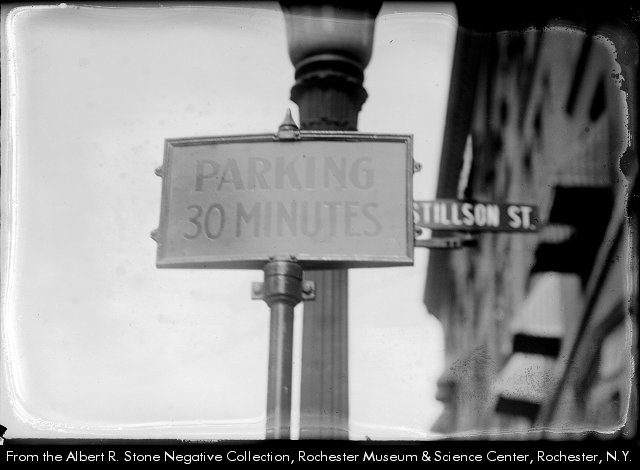 PARKING
30 MINUTES
STILLSON ST.
From the Albert R. Stone Negative Collection, Rochester Museum & Science Center, Rochester, N.Y.